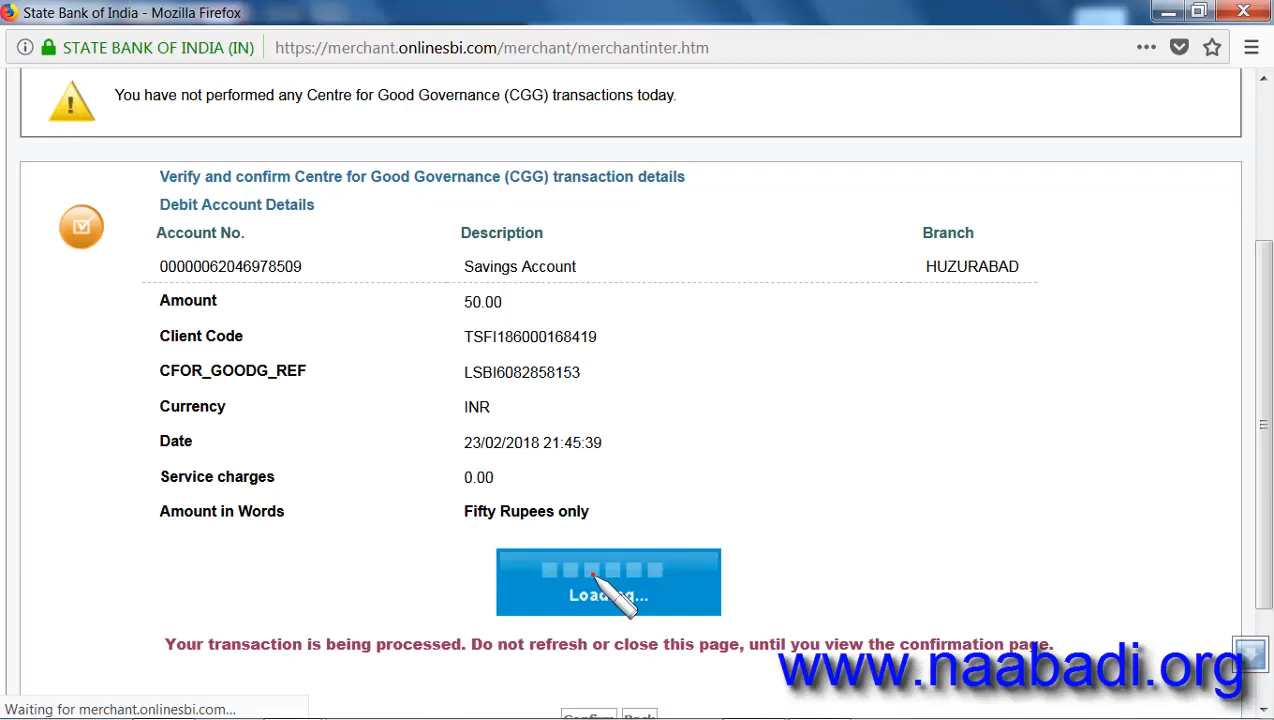 State Bank of India - Mozilla Firefox
STATE BANK OF INDIA (IN) https://merchant.onlinesbi.com/merchant/merchantinter.htm
You have not performed any Centre for Good Governance (CGG) transactions today.
Verify and confirm Centre for Good Governance (CGG) transaction details
Debit Account Details
Account No. Description Branch
00000062046978509 Savings Account HUZURABAD
Amount 50.00
Client Code TSFI186000168419
CFOR_GOODG_REF LSBI6082858153
Currency INR
Date 23/02/2018 21:45:39
Service charges 0.00
Amount in Words Fifty Rupees only
Loading...
Your transaction is being processed. Do not refresh or close this page, until you view the confirmation page.
www.naabadi.org
Waiting for merchant.onlinesbi.com...
Confirm Back